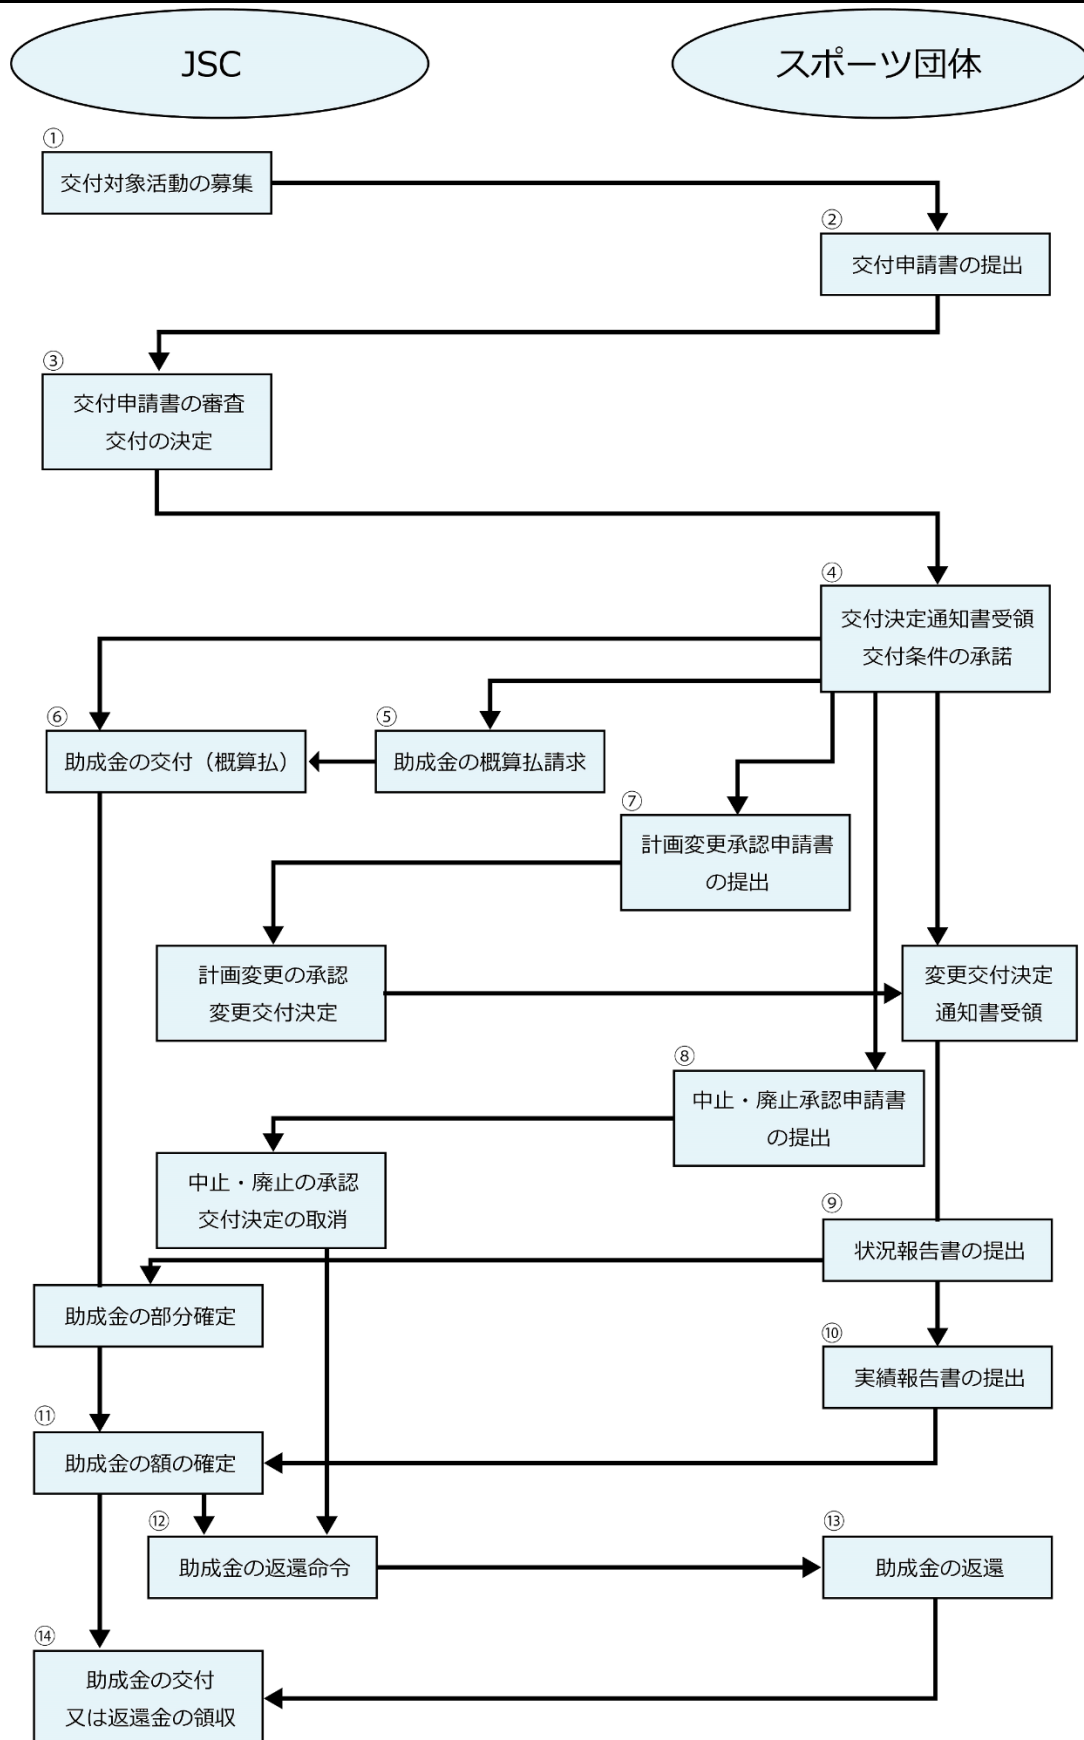 JSC
スポーツ団体
①
交付対象活動の募集
②
交付申請書の提出
③
交付申請書の審査
交付の決定
④
交付決定通知書受領
交付条件の承諾
⑥
助成金の交付（概算払）
⑤
助成金の概算払請求
⑦
計画変更承認申請書
の提出
計画変更の承認
変更交付決定
変更交付決定
通知書受領
⑧
中止・廃止承認申請書
の提出
中止・廃止の承認
交付決定の取消
⑨
状況報告書の提出
助成金の部分確定
⑩
実績報告書の提出
⑪
助成金の額の確定
⑫
助成金の返還命令
⑬
助成金の返還
⑭
助成金の交付
又は返還金の領収